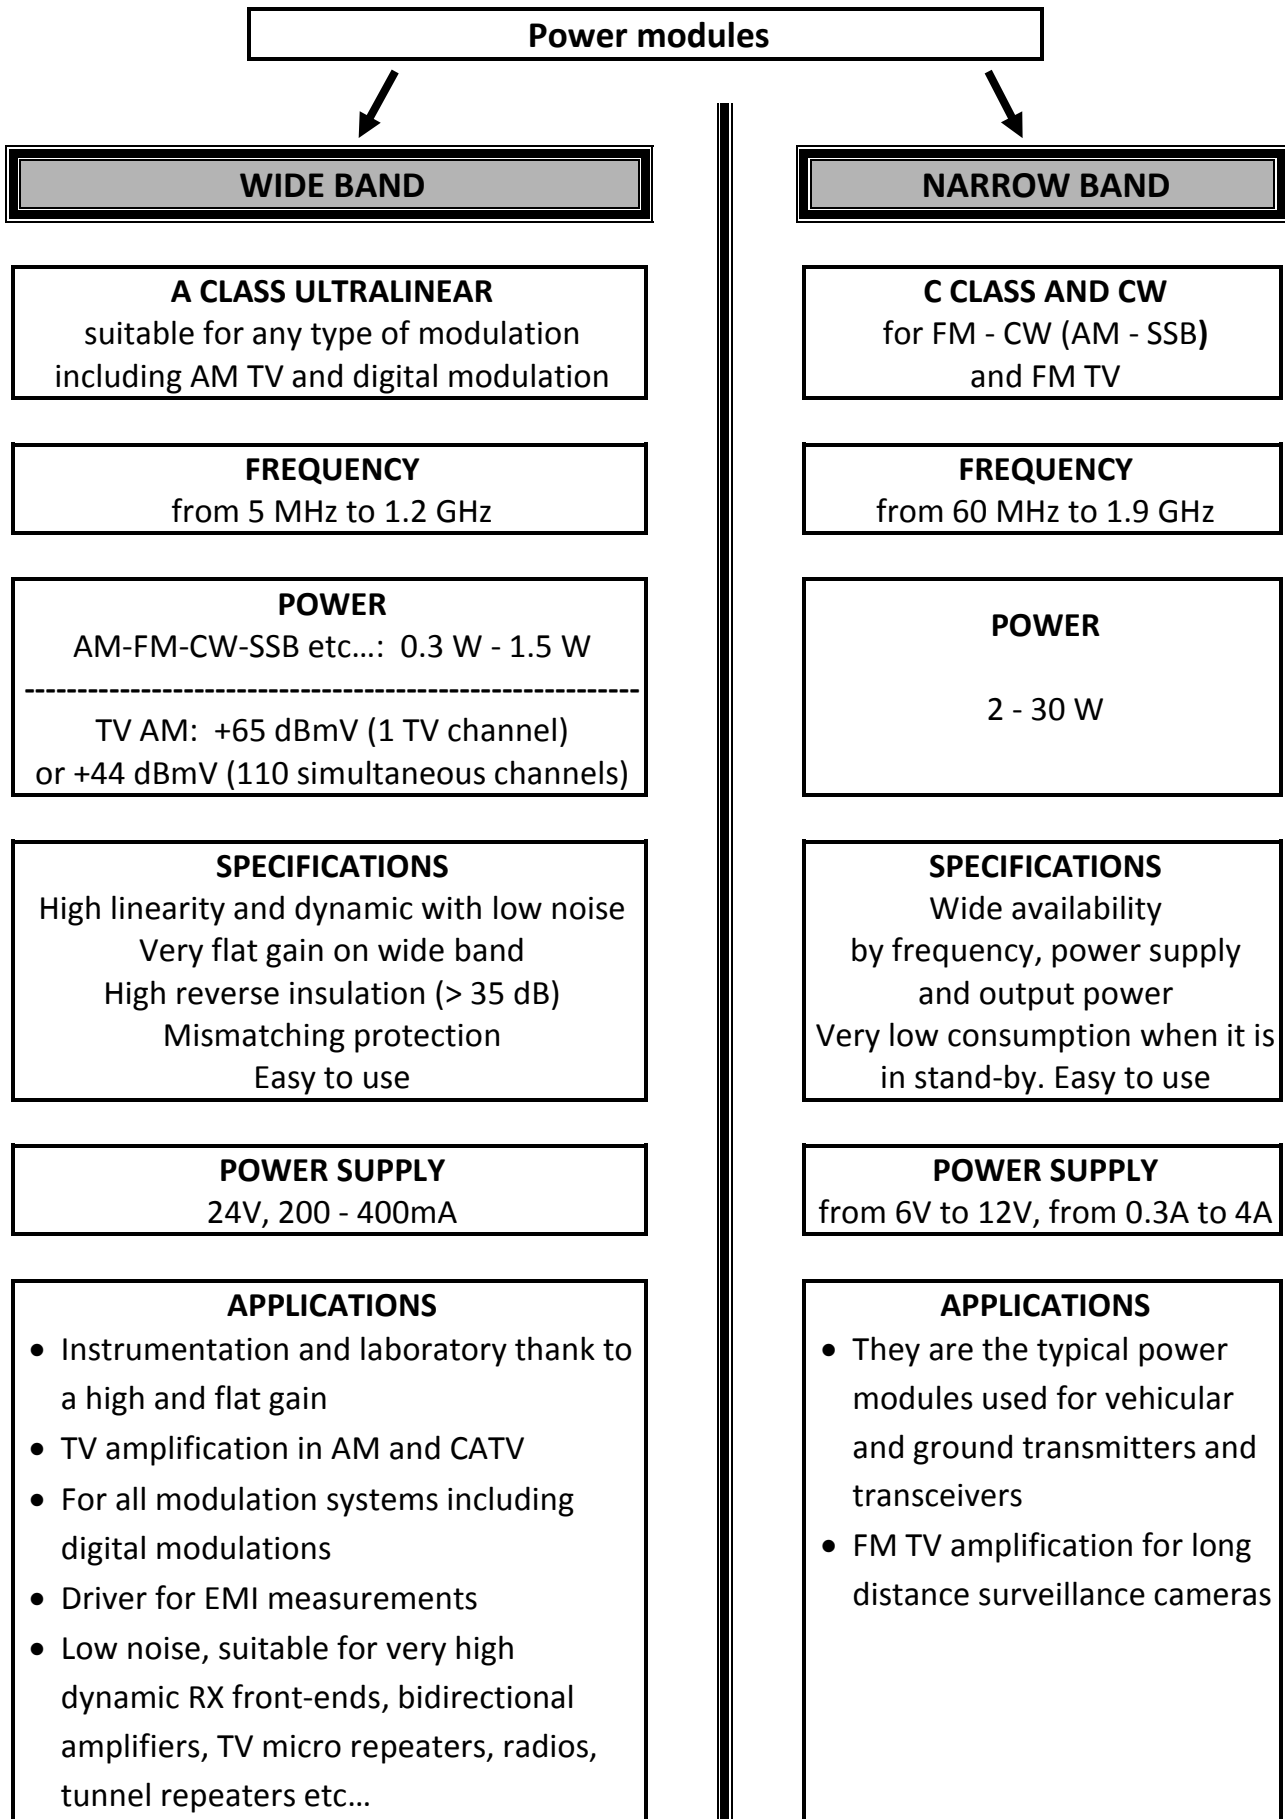 Power modules
WIDE BAND
A CLASS ULTRALINEAR
suitable for any type of modulation
including AM TV and digital modulation
FREQUENCY
from 5 MHz to 1.2 GHz
POWER
AM-FM-CW-SSB etc…: 0.3 W - 1.5 W
-----------------------------------------------------------
TV AM: +65 dBmV (1 TV channel)
or +44 dBmV (110 simultaneous channels)
SPECIFICATIONS
High linearity and dynamic with low noise
Very flat gain on wide band
High reverse insulation (> 35 dB)
Mismatching protection
Easy to use
POWER SUPPLY
24V, 200 - 400mA
APPLICATIONS
• Instrumentation and laboratory thank to
a high and flat gain
• TV amplification in AM and CATV
• For all modulation systems including
digital modulations
• Driver for EMI measurements
• Low noise, suitable for very high
dynamic RX front-ends, bidirectional
amplifiers, TV micro repeaters, radios,
tunnel repeaters etc…
NARROW BAND
C CLASS AND CW
for FM - CW (AM - SSB)
and FM TV
FREQUENCY
from 60 MHz to 1.9 GHz
POWER
2 - 30 W
SPECIFICATIONS
Wide availability
by frequency, power supply
and output power
Very low consumption when it is
in stand-by. Easy to use
POWER SUPPLY
from 6V to 12V, from 0.3A to 4A
APPLICATIONS
• They are the typical power
modules used for vehicular
and ground transmitters and
transceivers
• FM TV amplification for long
distance surveillance cameras